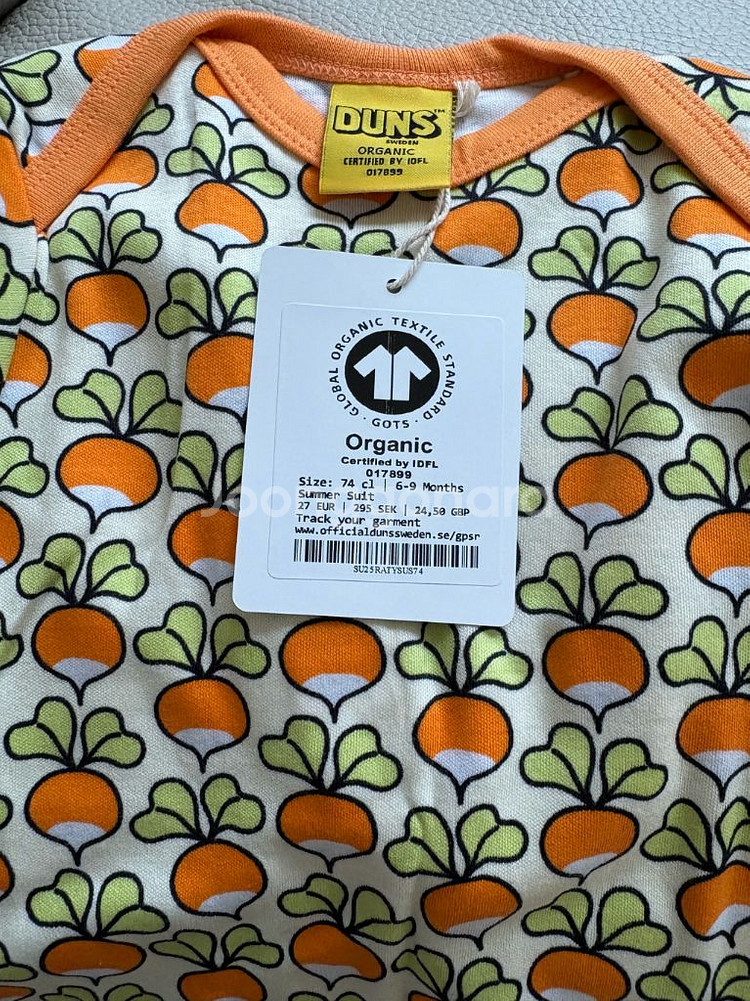 DUNS™
SWEDEN
ORGANIC
CERTIFIED BY IDFL
017899
GLOBAL ORGANIC TEXTILE STANDARD
· GOTS ·
Organic
Certified by IDFL
017899
Size: 74 cl | 6-9 Months
Summer Suit
27 EUR | 295 SEK | 24,50 GBP
Track your garment
www.officialdunssweden.se/gpsr
SU25RATYSUS74